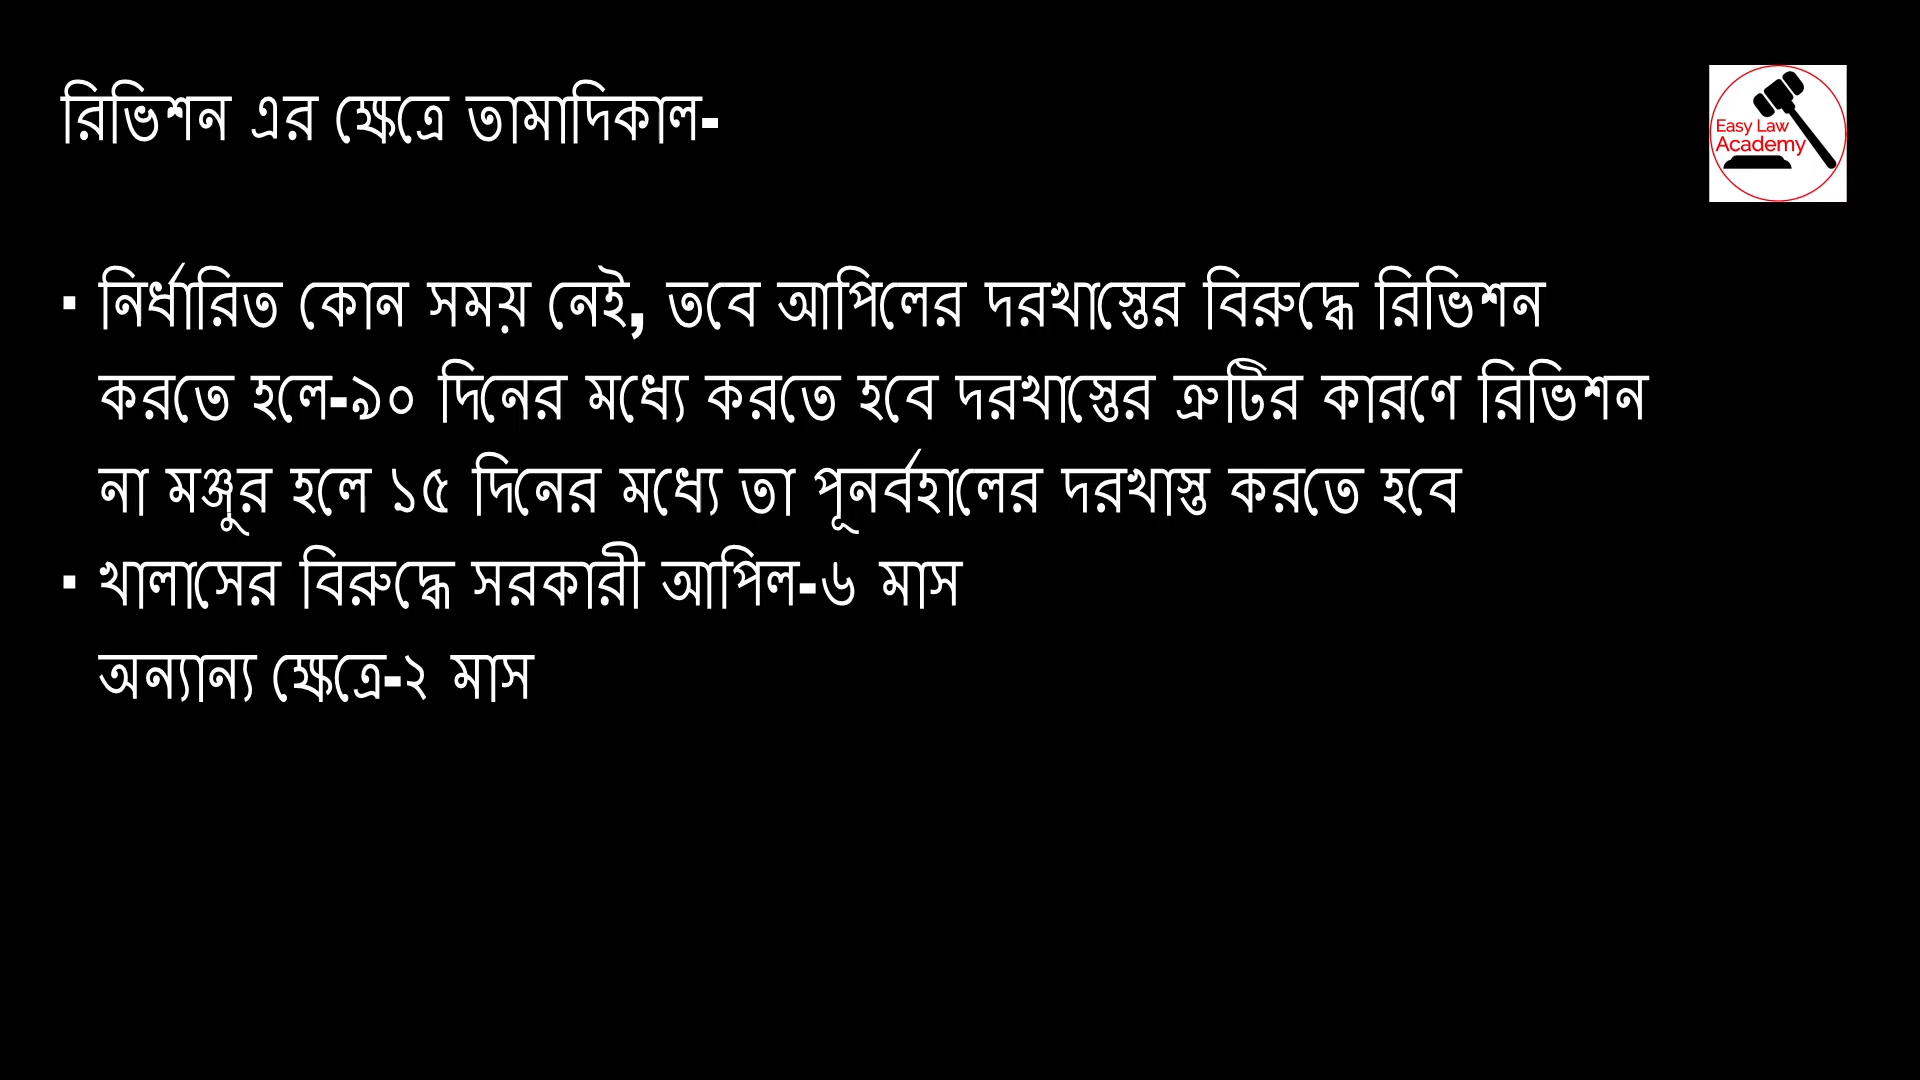 রিভিশন এর ক্ষেত্রে তামাদিকাল-
Easy Law
Academy
▪ নির্ধারিত কোন সময় নেই, তবে আপিলের দরখাস্তের বিরুদ্ধে রিভিশন
করতে হলে-৯০ দিনের মধ্যে করতে হবে দরখাস্তের ত্রুটির কারণে রিভিশন
না মঞ্জুর হলে ১৫ দিনের মধ্যে তা পূনর্বহালের দরখাস্ত করতে হবে
▪ খালাসের বিরুদ্ধে সরকারী আপিল-৬ মাস
অন্যান্য ক্ষেত্রে-২ মাস